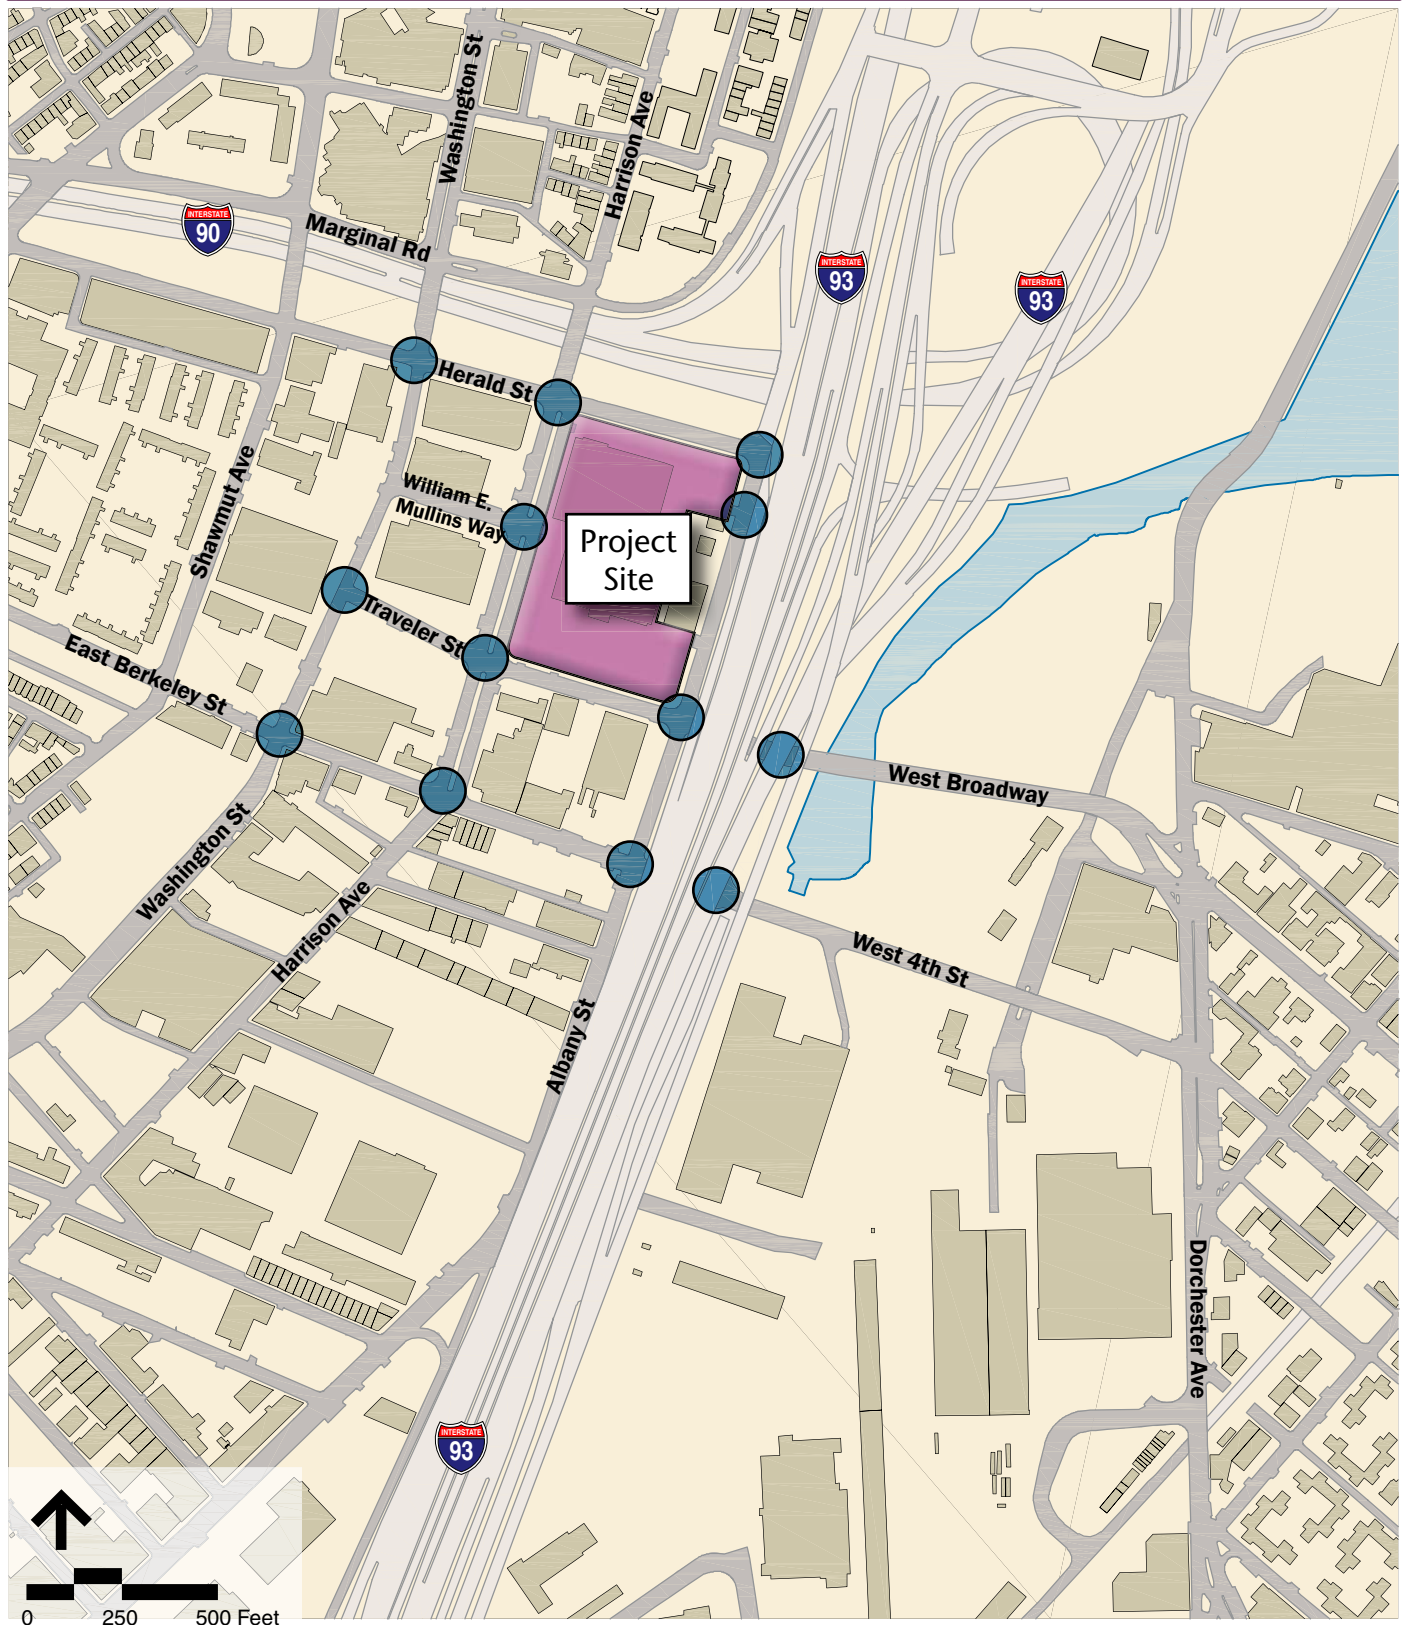 Washington St
Harrison Ave
INTERSTATE
90
Marginal Rd
INTERSTATE
93
INTERSTATE
93
Herald St
Shawmut Ave
William E.
Mullins Way
Project
Site
Traveler St
East Berkeley St
West Broadway
Washington St
Harrison Ave
West 4th St
Albany St
Dorchester Ave
INTERSTATE
93
0 250 500 Feet